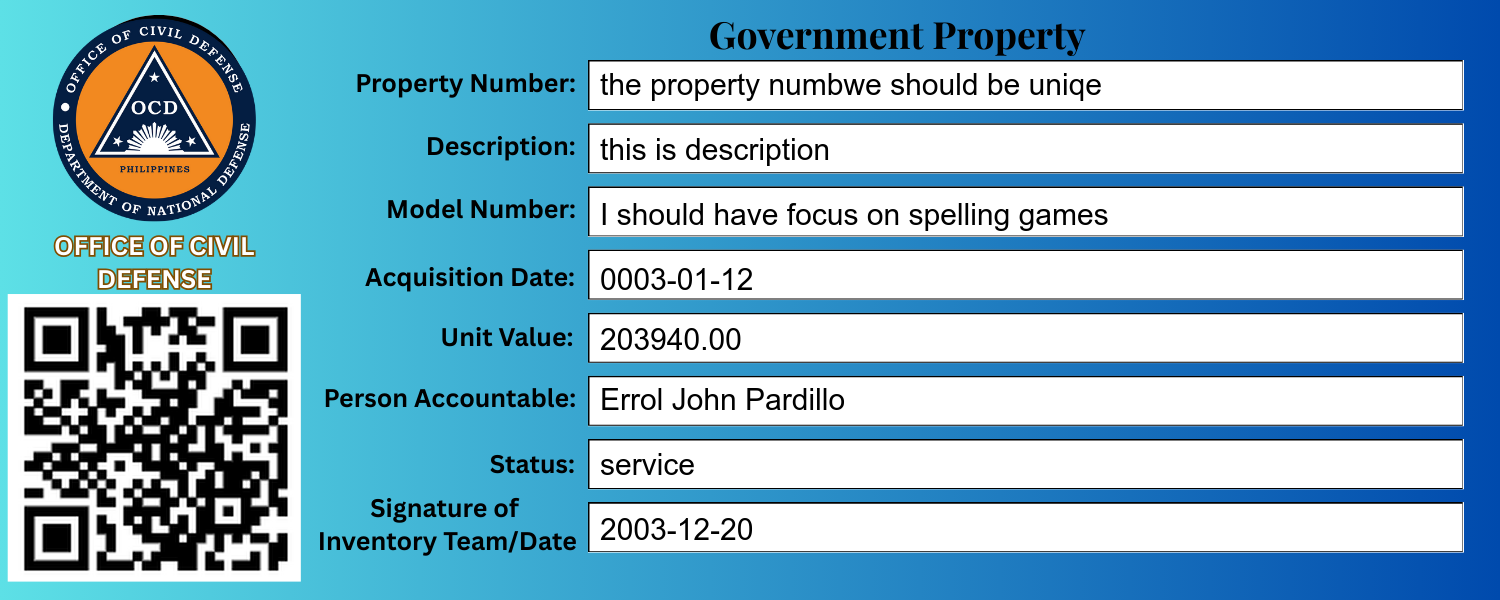 OFFICE OF CIVIL DEFENSE
DEPARTMENT OF NATIONAL DEFENSE
OCD
PHILIPPINES
OFFICE OF CIVIL
DEFENSE
Government Property
Property Number: the property numbwe should be uniqe
Description: this is description
Model Number: I should have focus on spelling games
Acquisition Date: 0003-01-12
Unit Value: 203940.00
Person Accountable: Errol John Pardillo
Status: service
Signature of
Inventory Team/Date 2003-12-20